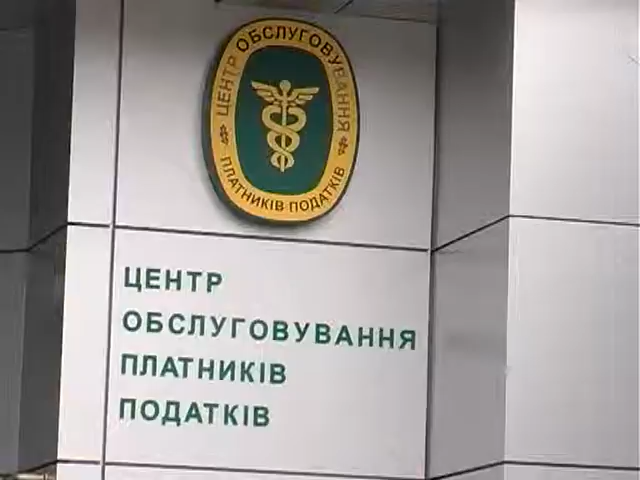 ЦЕНТР ОБСЛУГОВУВАННЯ
ПЛАТНИКІВ ПОДАТКІВ
ЦЕНТР
ОБСЛУГОВУВАННЯ
ПЛАТНИКІВ
ПОДАТКІВ